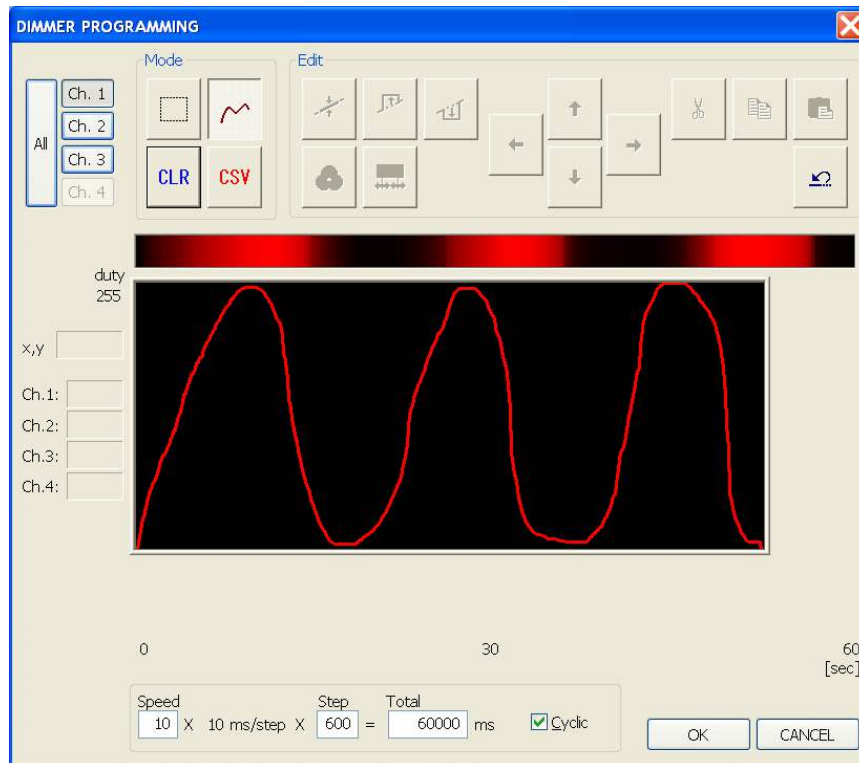 DIMMER PROGRAMMING
Mode
Edit
All
Ch. 1
Ch. 2
Ch. 3
Ch. 4
CLR
CSV
duty
255
x,y
Ch.1:
Ch.2:
Ch.3:
Ch.4:
0 30 60
[sec]
Speed Step Total
10 X 10 ms/step X 600 = 60000 ms Cyclic
OK CANCEL